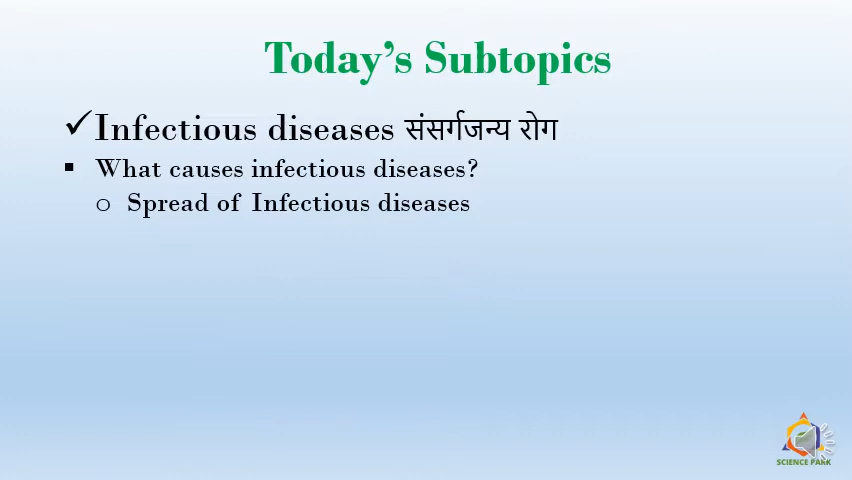 Today's Subtopics
✓Infectious diseases संसर्गजन्य रोग
▪ What causes infectious diseases?
o Spread of Infectious diseases
SCIENCE PARK